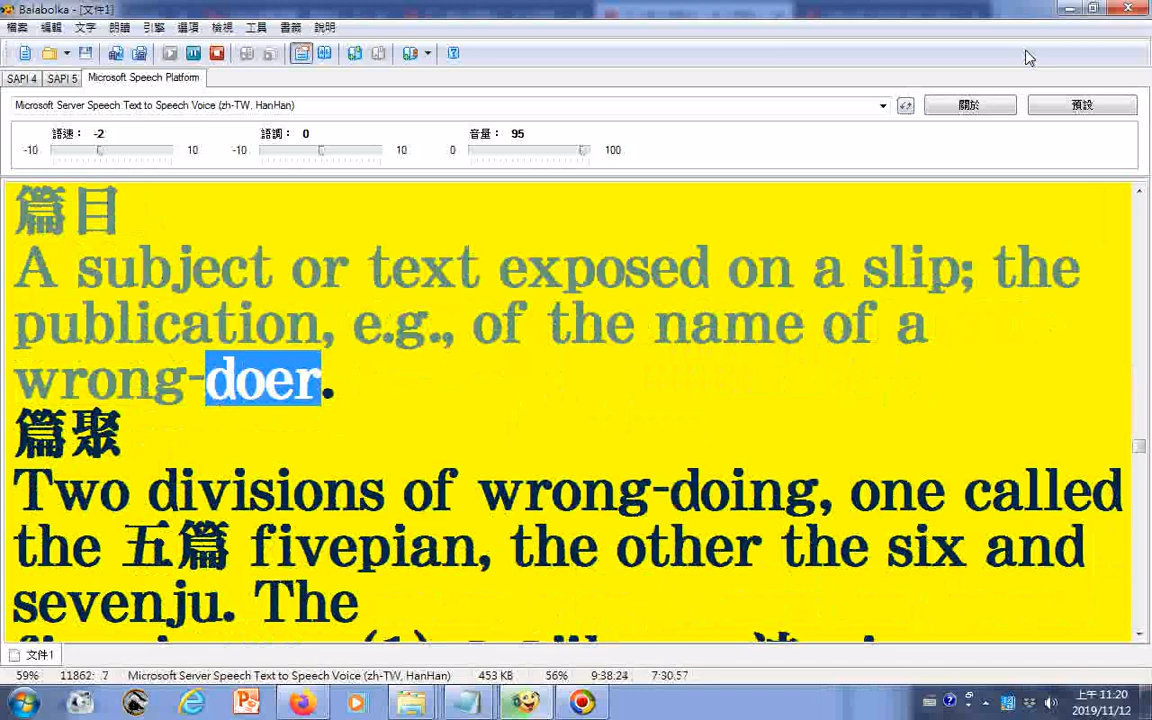 Balabolka - [文件1]
檔案 編輯 文字 朗讀 引擎 選項 檢視 工具 書籤 說明
SAPI 4 SAPI 5 Microsoft Speech Platform
Microsoft Server Speech Text to Speech Voice (zh-TW, HanHan) 關於 預設
語速： -2 語調： 0 音量： 95
-10 10 -10 10 0 100
篇目
A subject or text exposed on a slip; the
publication, e.g., of the name of a
wrong-doer.
篇聚
Two divisions of wrong-doing, one called
the 五篇 fivepian, the other the six and
sevenju. The
文件1
59% 11862: 7 Microsoft Server Speech Text to Speech Voice (zh-TW, HanHan) 453 KB 56% 9:38:24 7:30,57
上午 11:20
2019/11/12